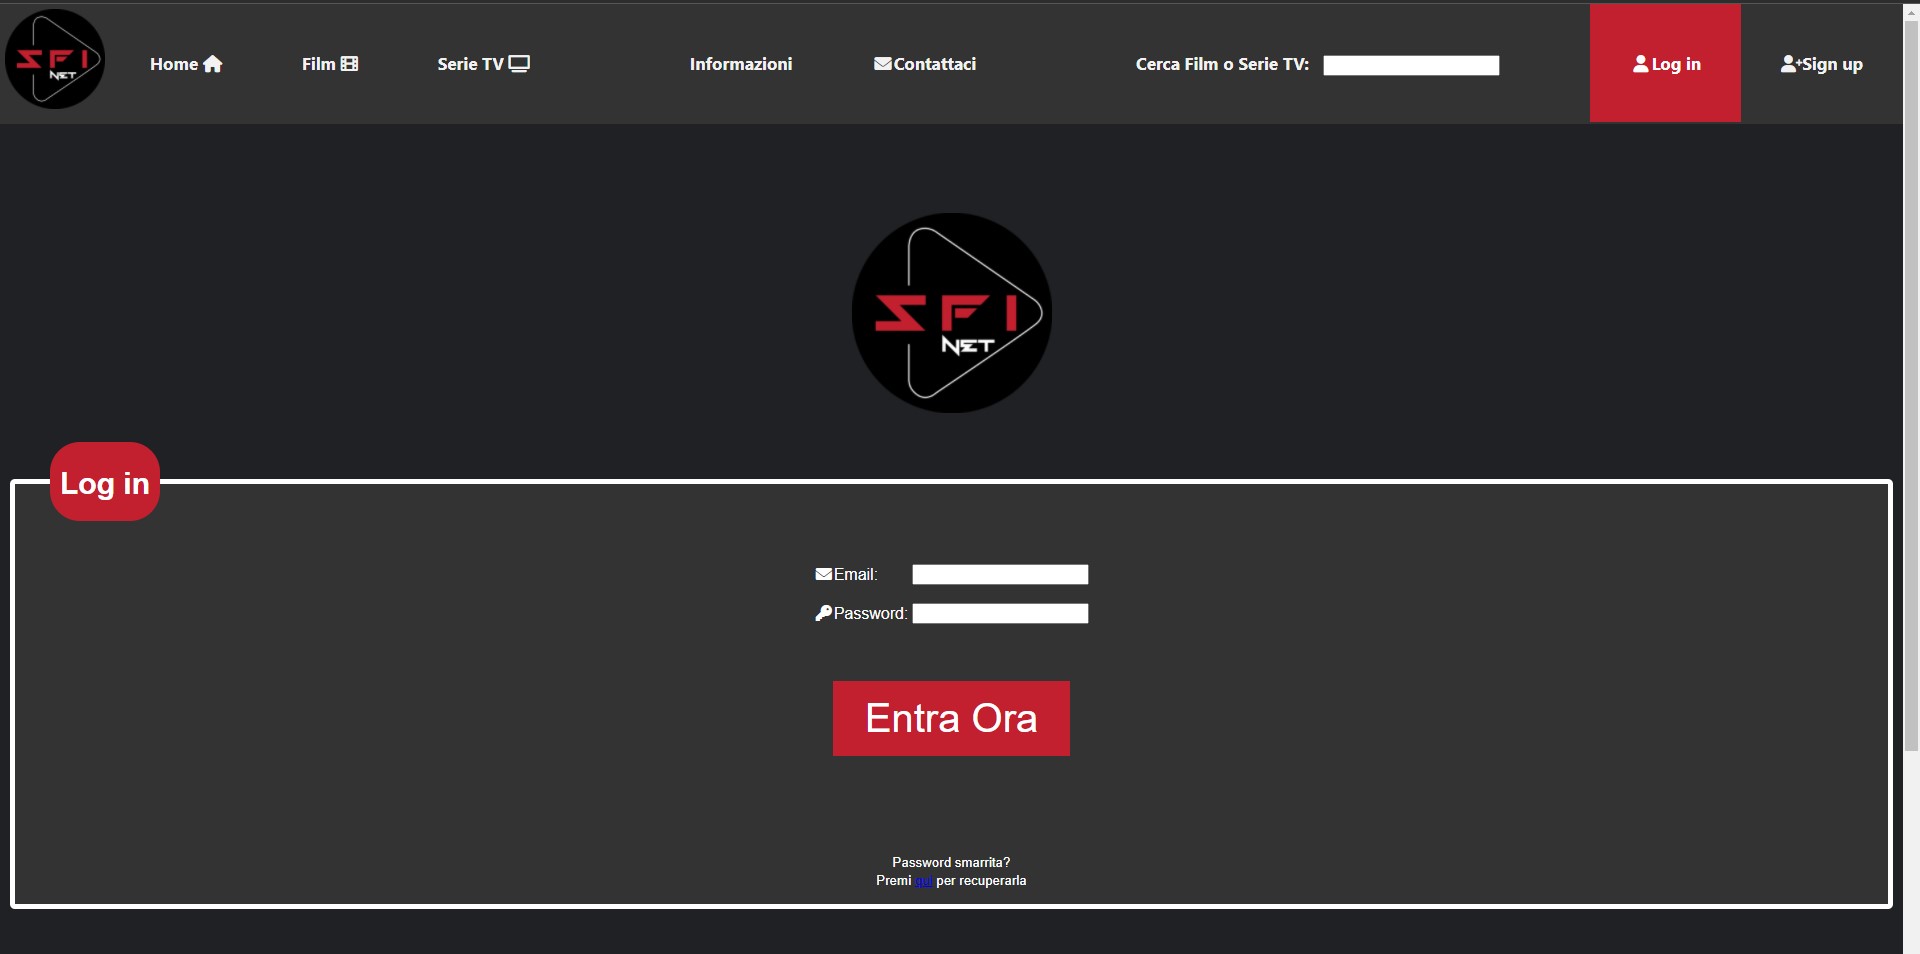 SFI
NET
Home
Film
Serie TV
Informazioni
Contattaci
Cerca Film o Serie TV:
Log in
Sign up
SFI
NET
Log in
Email:
Password:
Entra Ora
Password smarrita?
Premi qui per recuperarla